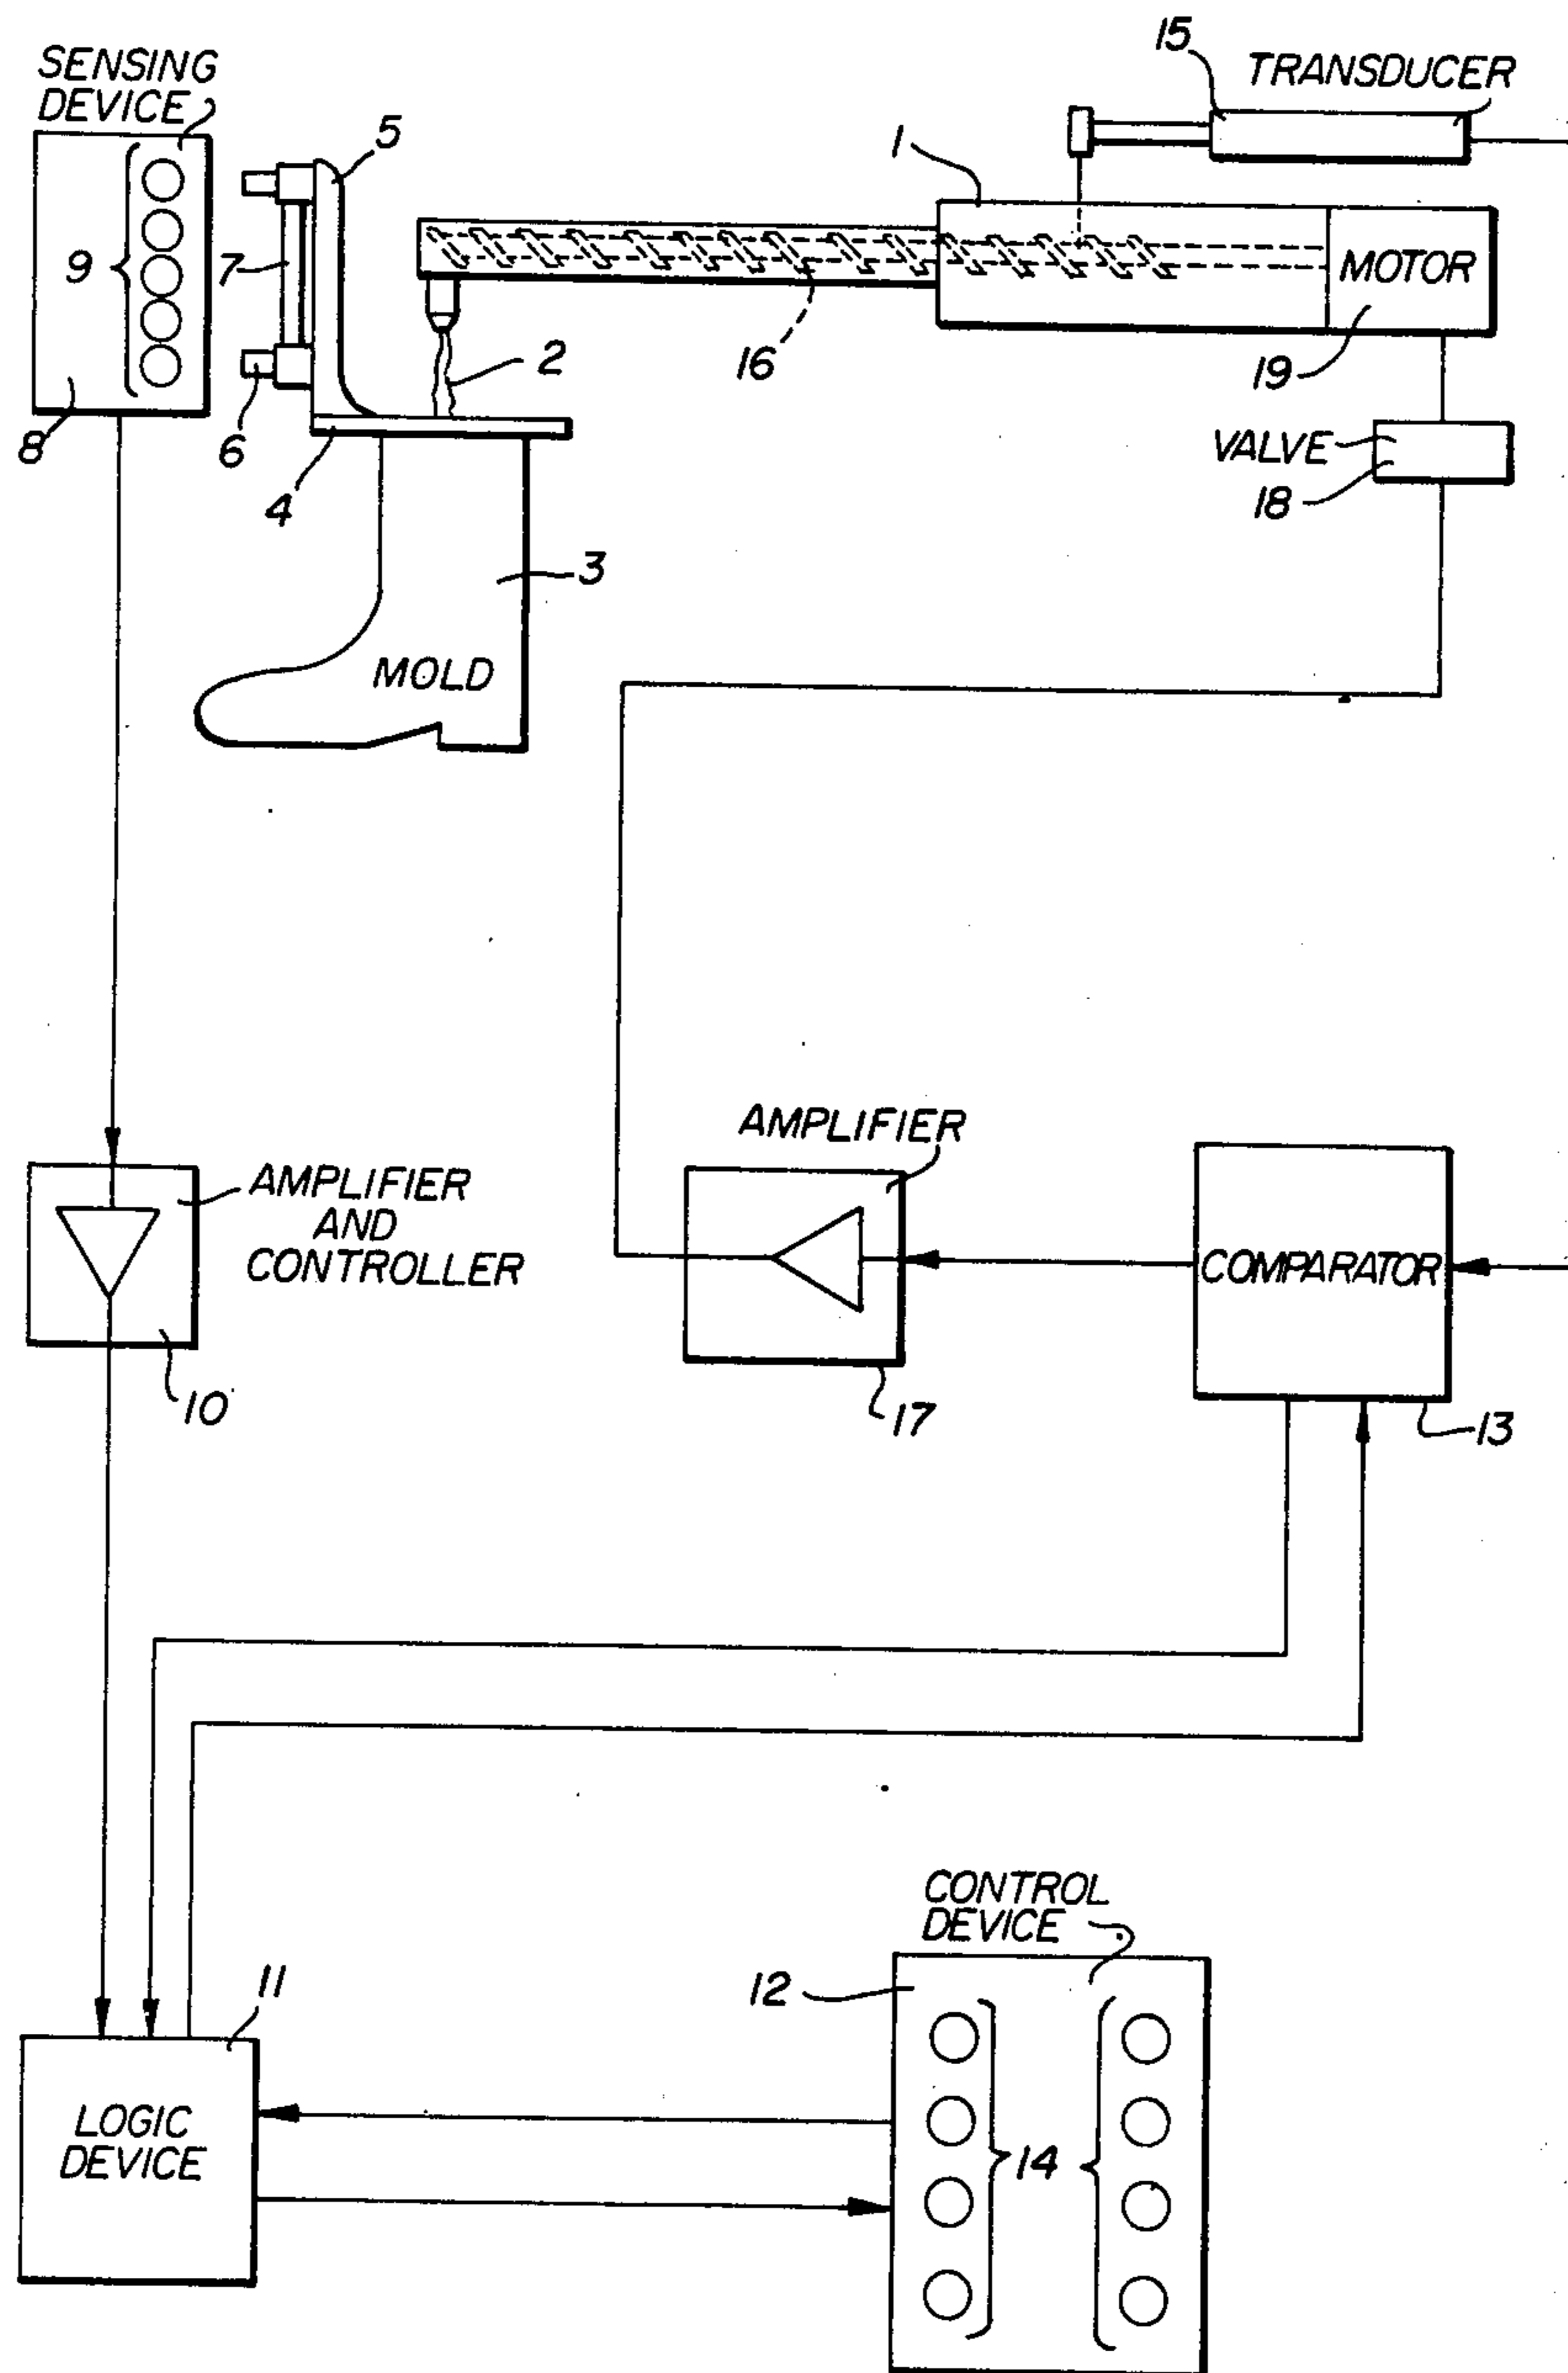 SENSING
DEVICE
15
TRANSDUCER
5
1
9
7
MOTOR
2
16
19
8
6
VALVE
4
18
3
MOLD
AMPLIFIER
AMPLIFIER
AND
CONTROLLER
COMPARATOR
10
17
13
CONTROL
DEVICE
11
12
LOGIC
DEVICE
14